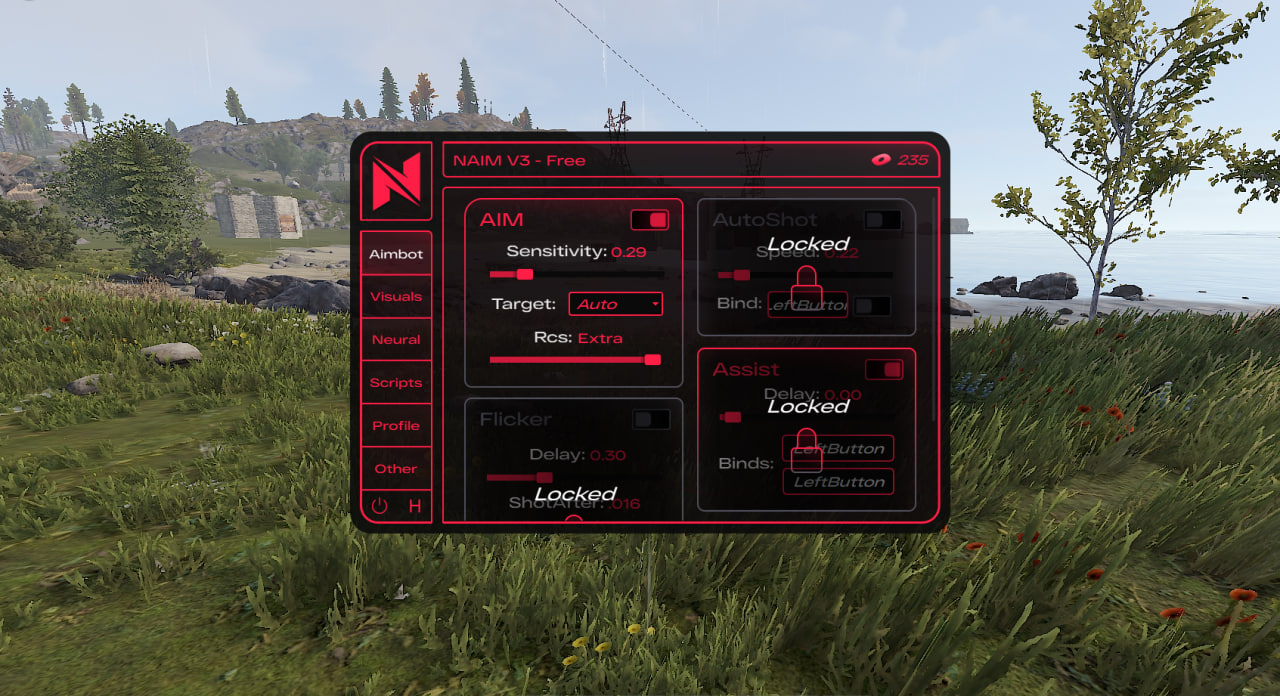 NAIM V3 - Free
235
Aimbot
Visuals
Neural
Scripts
Profile
Other
H
AIM
Sensitivity: 0.29
Target: Auto
Rcs: Extra
AutoShot
Locked
Speed: 0.22
Bind: LeftButton
Flicker
Delay: 0.30
Locked
ShotAfter: .016
Assist
Delay: 0.00
Locked
Binds:
LeftButton
LeftButton